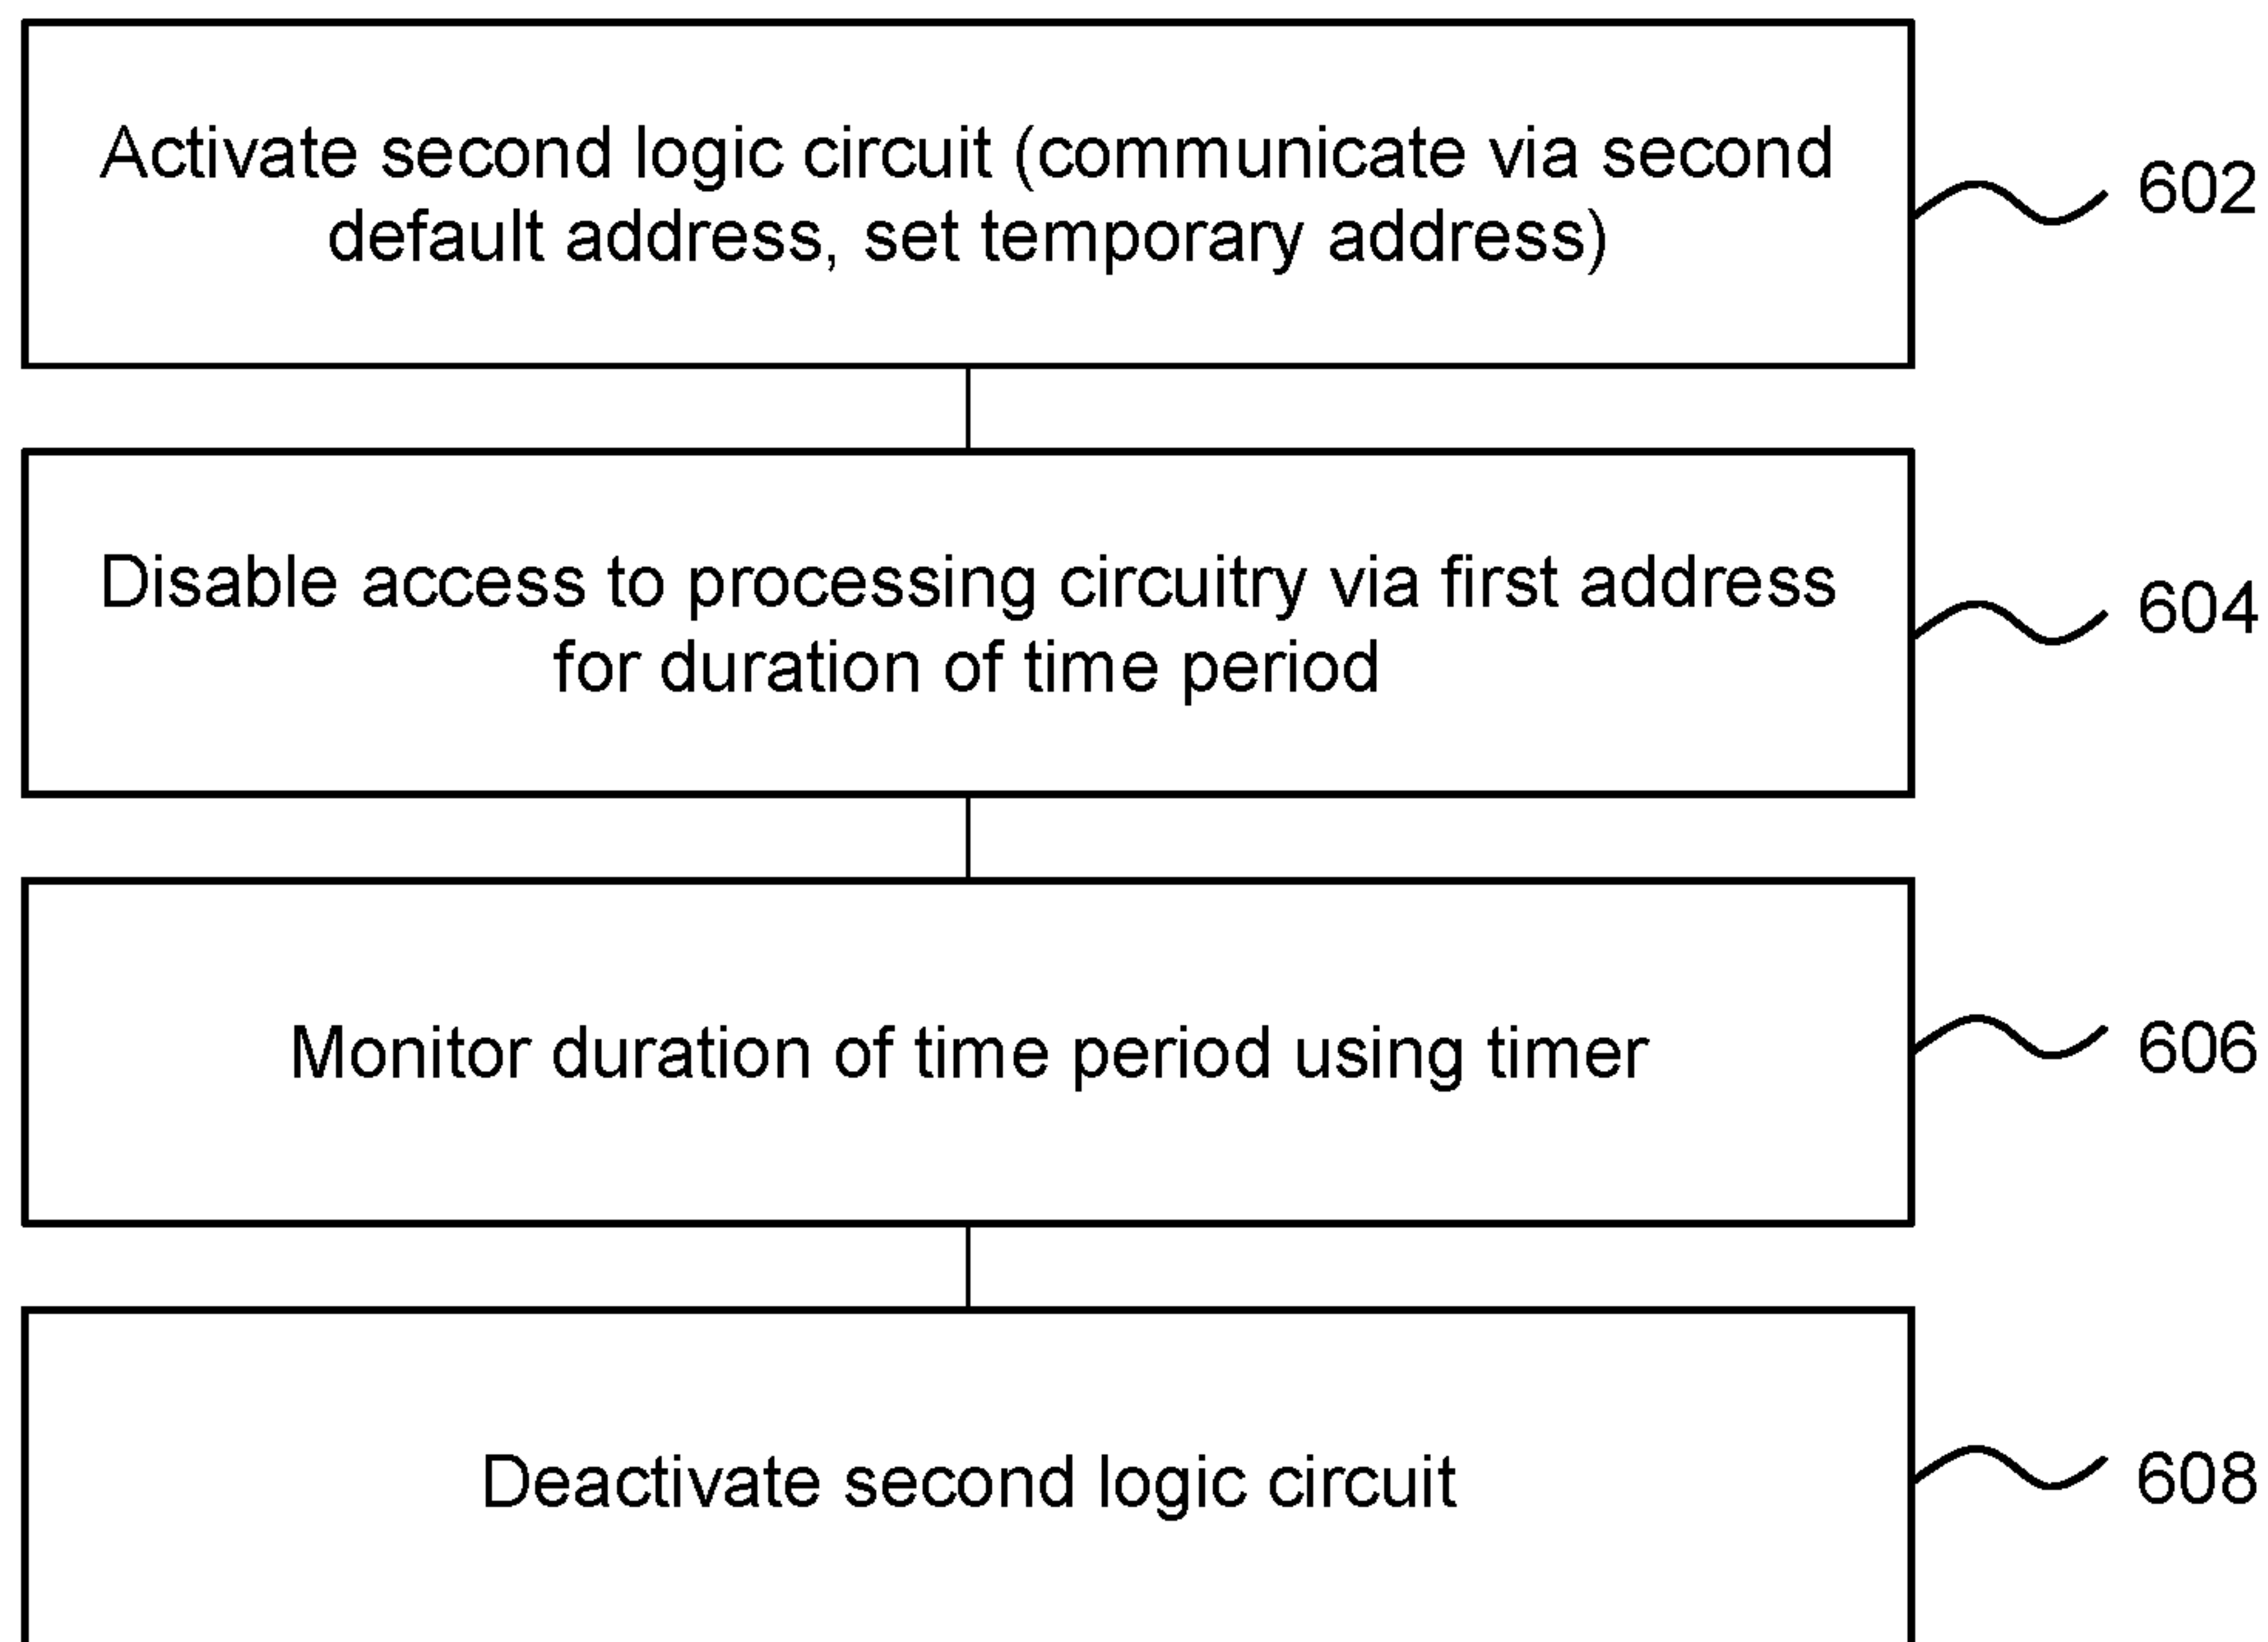 Activate second logic circuit (communicate via second
default address, set temporary address)
602
Disable access to processing circuitry via first address
for duration of time period
604
Monitor duration of time period using timer
606
Deactivate second logic circuit
608